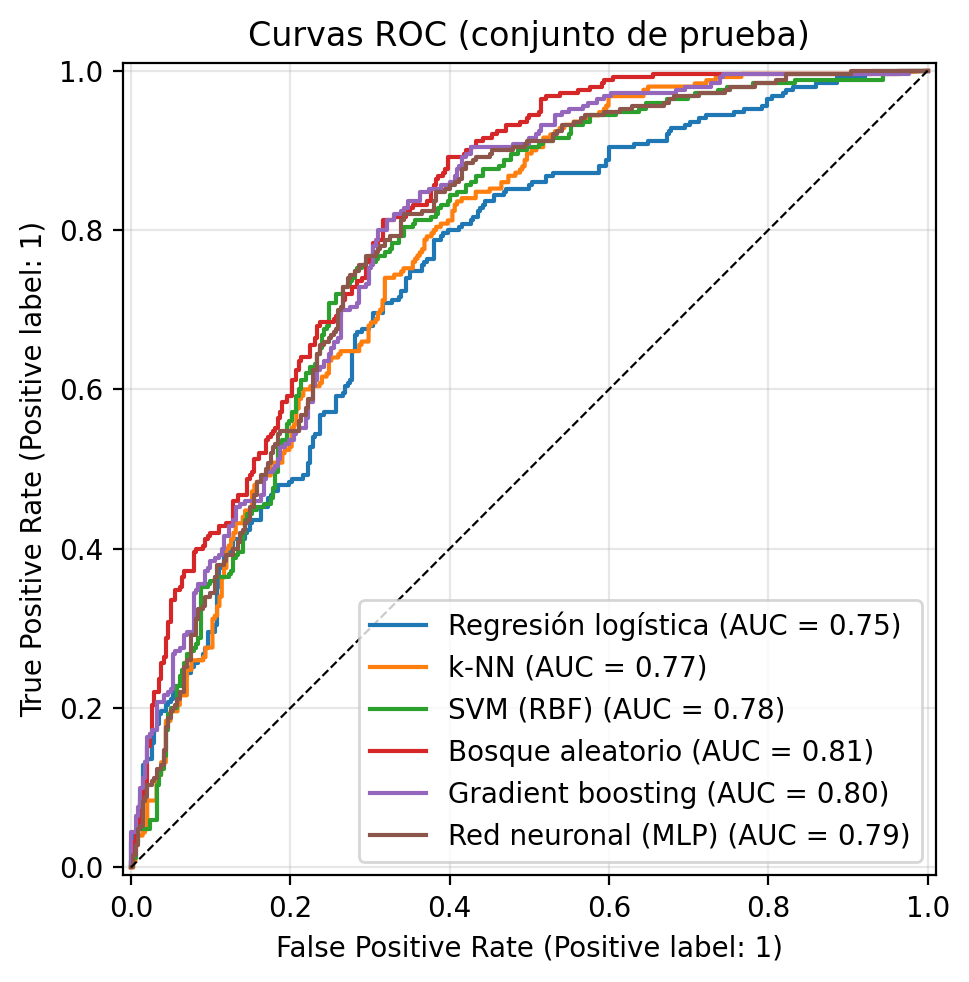 Curvas ROC (conjunto de prueba)
True Positive Rate (Positive label: 1)
1.0
0.8
0.6
0.4
0.2
0.0
Regresión logística (AUC = 0.75)
k-NN (AUC = 0.77)
SVM (RBF) (AUC = 0.78)
Bosque aleatorio (AUC = 0.81)
Gradient boosting (AUC = 0.80)
Red neuronal (MLP) (AUC = 0.79)
0.0 0.2 0.4 0.6 0.8 1.0
False Positive Rate (Positive label: 1)